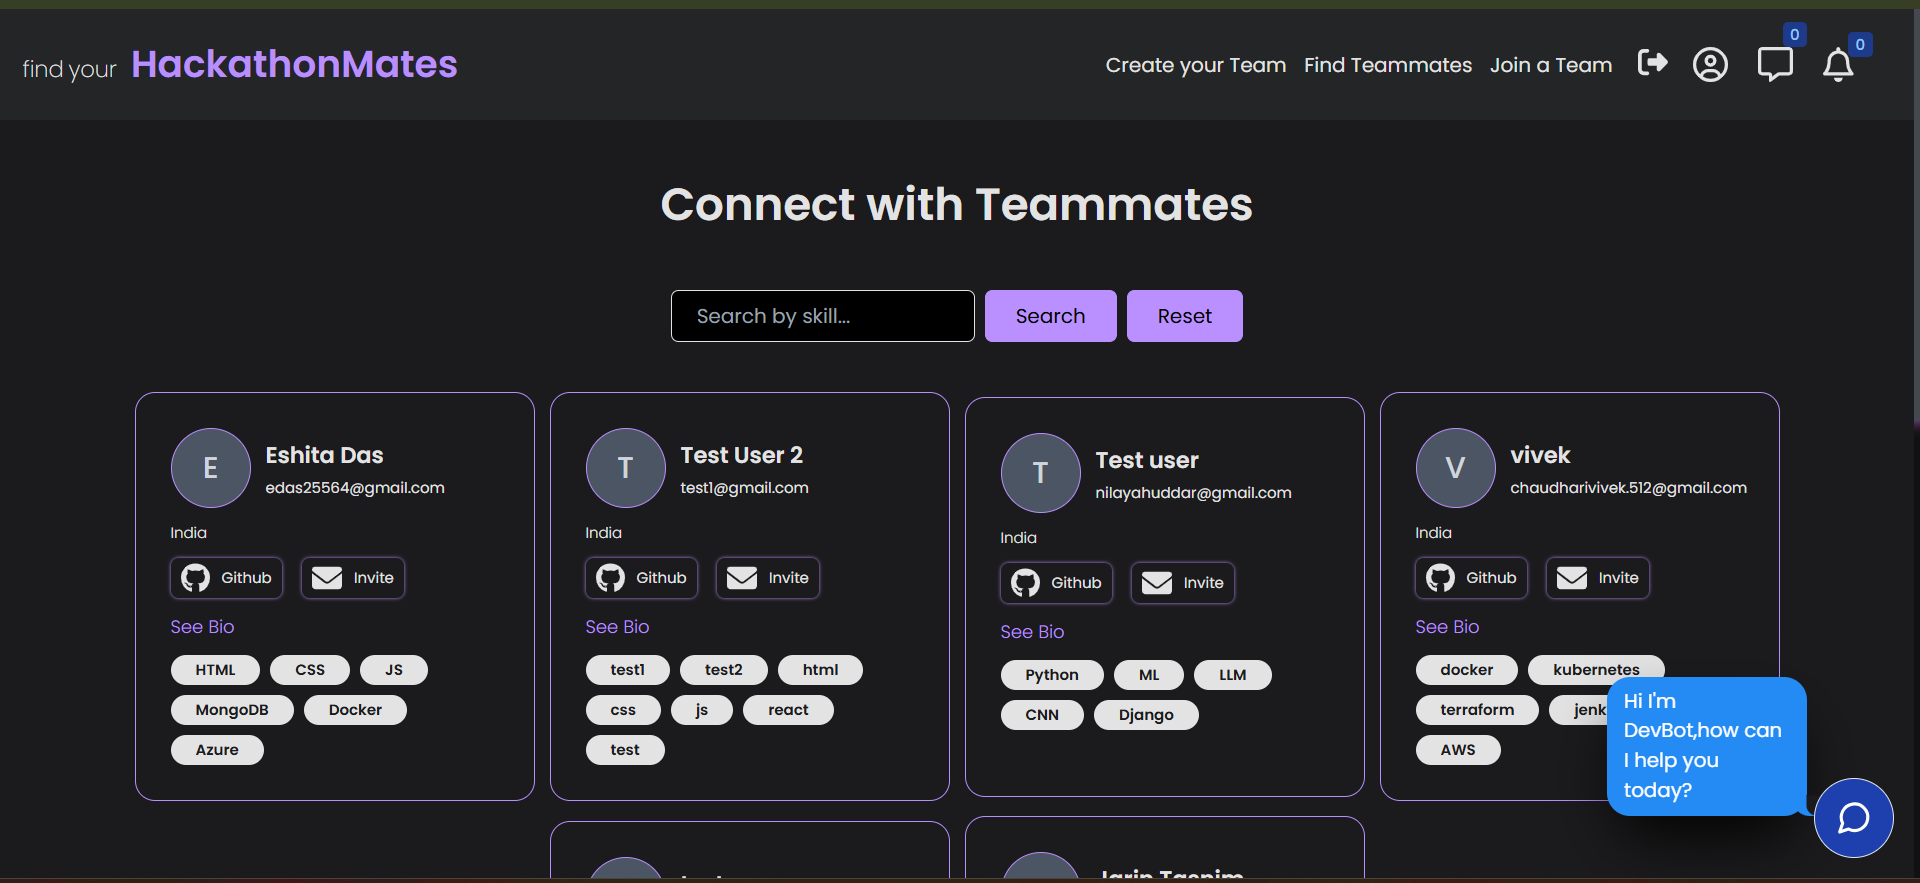 find your HackathonMates
Create your Team Find Teammates Join a Team 0 0
Connect with Teammates
Search by skill... Search Reset
E
Eshita Das
edas25564@gmail.com
India
Github Invite
See Bio
HTML CSS JS
MongoDB Docker
Azure
T
Test User 2
test1@gmail.com
India
Github Invite
See Bio
test1 test2 html
css js react
test
T
Test user
nilayahuddar@gmail.com
India
Github Invite
See Bio
Python ML LLM
CNN Django
V
vivek
chaudharivivek.512@gmail.com
India
Github Invite
See Bio
docker kubernetes
terraform jenk
AWS
Hi I'm
DevBot,how can
I help you
today?
Jarin Tasnim